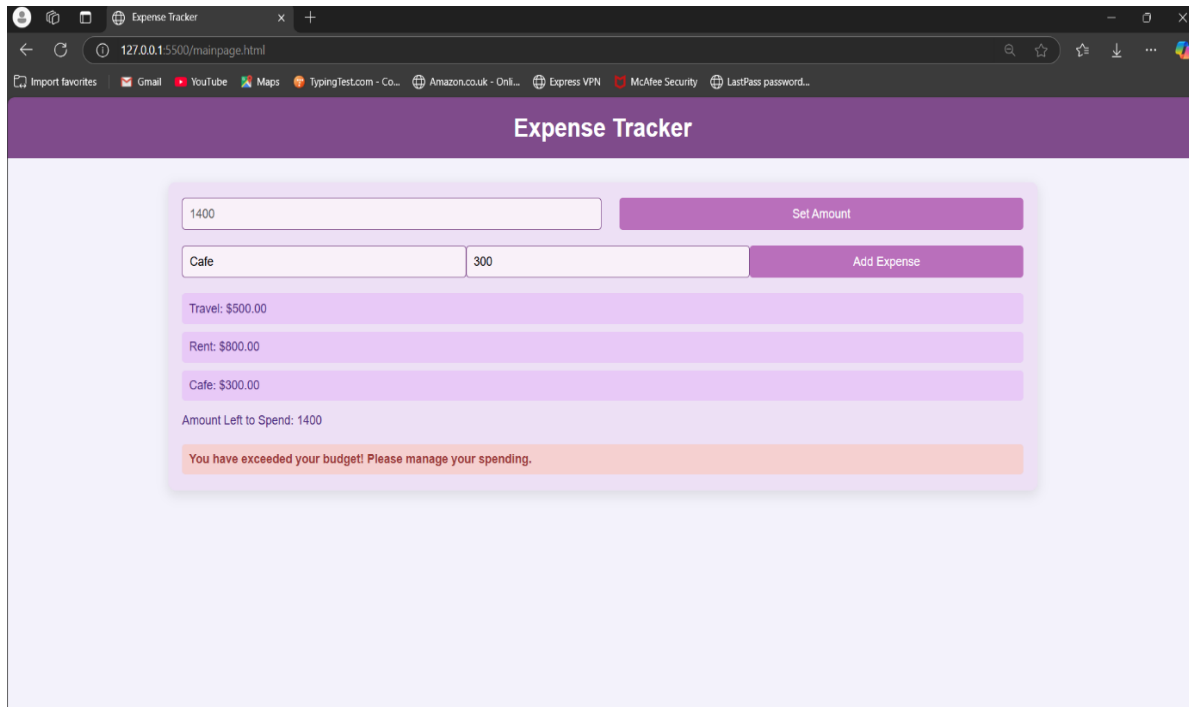 Expense Tracker
127.0.0.1:5500/mainpage.html
Import favorites Gmail YouTube Maps TypingTest.com - Co... Amazon.co.uk - Onli... Express VPN McAfee Security LastPass password...
Expense Tracker
1400 Set Amount
Cafe 300 Add Expense
Travel: $500.00
Rent: $800.00
Cafe: $300.00
Amount Left to Spend: 1400
You have exceeded your budget! Please manage your spending.